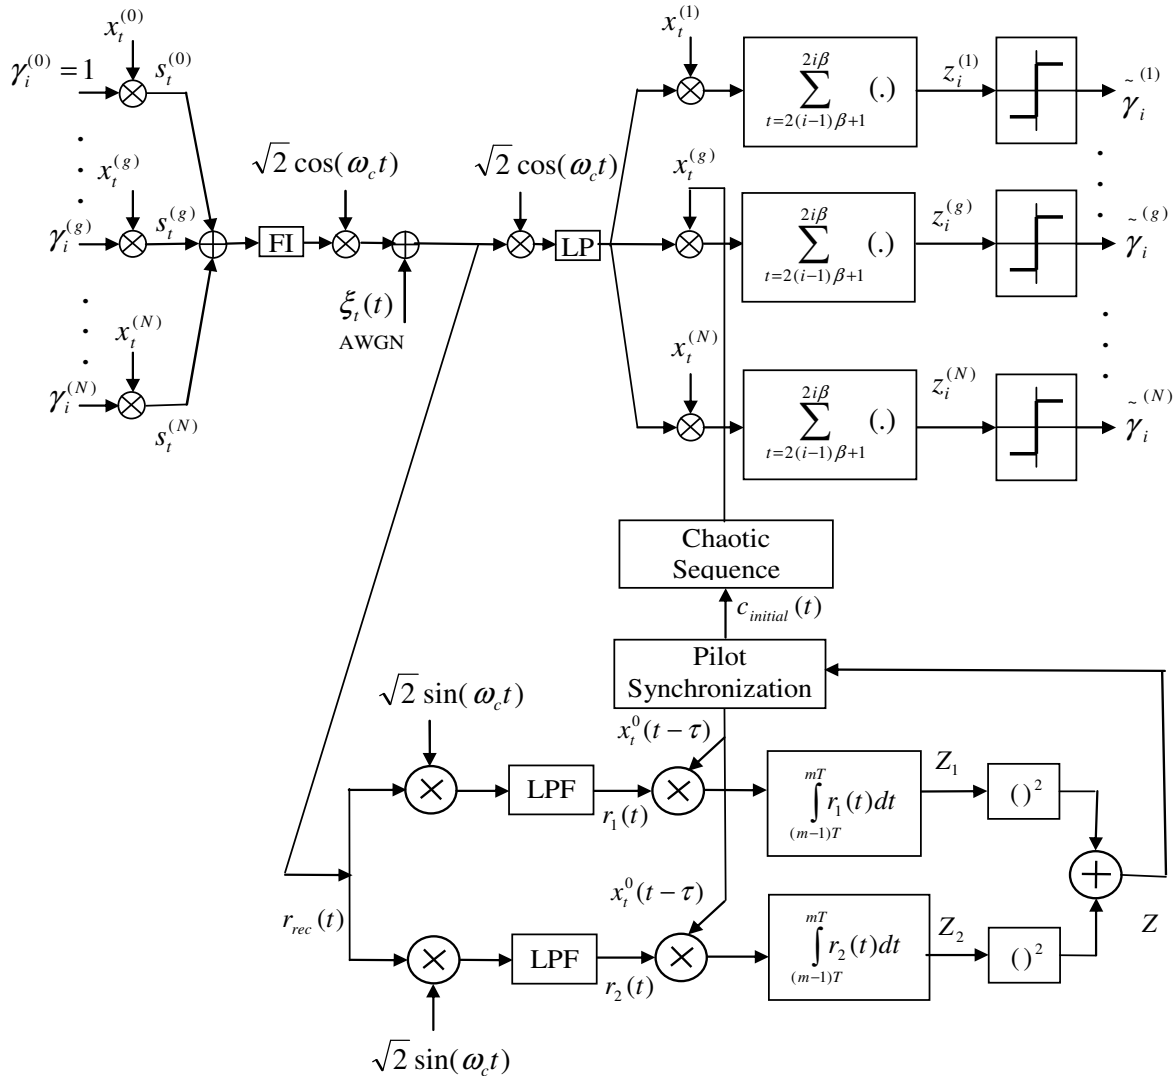 x_t^{(0)}
γ_i^{(0)} = 1
s_t^{(0)}
x_t^{(g)}
γ_i^{(g)}
s_t^{(g)}
x_t^{(N)}
γ_i^{(N)}
s_t^{(N)}
FI
√2 cos(ω_c t)
ξ_t(t)
AWGN
√2 cos(ω_c t)
LP
x_t^{(1)}
∑_{t=2(i−1)β+1}^{2iβ} (.)
z_i^{(1)}
γ̃_i^{(1)}
x_t^{(g)}
∑_{t=2(i−1)β+1}^{2iβ} (.)
z_i^{(g)}
γ̃_i^{(g)}
x_t^{(N)}
∑_{t=2(i−1)β+1}^{2iβ} (.)
z_i^{(N)}
γ̃_i^{(N)}
Chaotic
Sequence
c_{initial}(t)
Pilot
Synchronization
√2 sin(ω_c t)
x_t^0(t − τ)
LPF
r_1(t)
∫_{(m−1)T}^{mT} r_1(t)dt
Z_1
()^2
r_{rec}(t)
x_t^0(t − τ)
LPF
r_2(t)
∫_{(m−1)T}^{mT} r_2(t)dt
Z_2
()^2
Z
√2 sin(ω_c t)